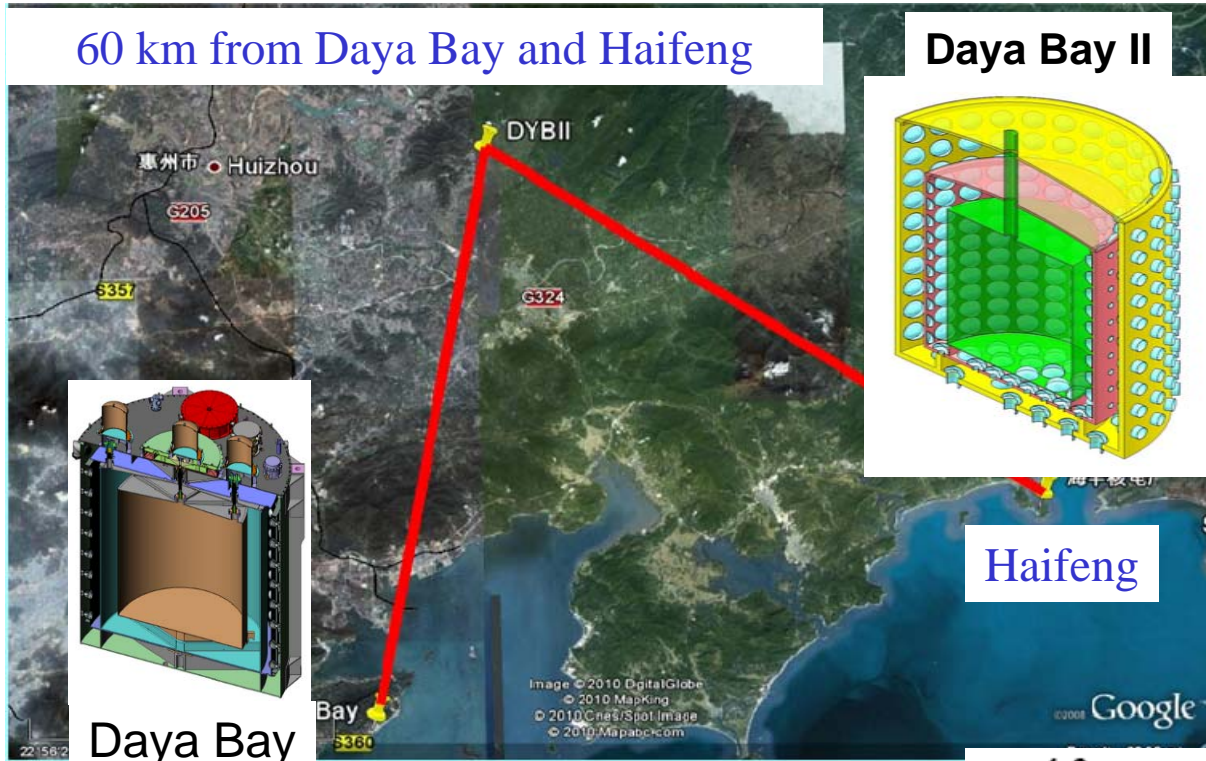 60 km from Daya Bay and Haifeng
Daya Bay II
DYBII
惠州市 Huizhou
G205
S357
G324
Haifeng
Image © 2010 DigitalGlobe
© 2010 MapKing
© 2010 Cnes/Spot Image
© 2010 Mapabc.com
©2008 Google
Bay
S360
Daya Bay